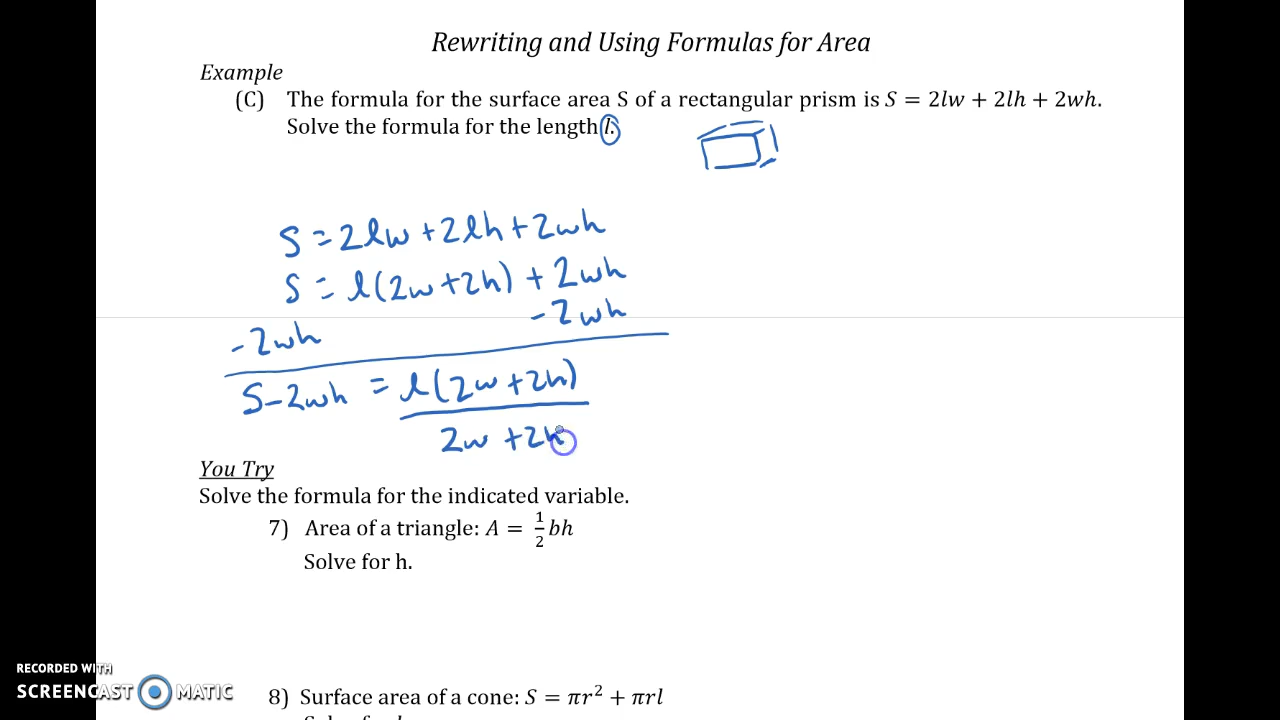 Rewriting and Using Formulas for Area
Example
(C) The formula for the surface area S of a rectangular prism is S = 2lw + 2lh + 2wh.
Solve the formula for the length l.
S = 2lw + 2lh + 2wh
S = l(2w + 2h) + 2wh
- 2wh
- 2wh
S - 2wh = l(2w + 2h)
2w + 2h
You Try
Solve the formula for the indicated variable.
7) Area of a triangle: A = 1/2 bh
Solve for h.
RECORDED WITH
SCREENCAST MATIC
8) Surface area of a cone: S = πr² + πrl